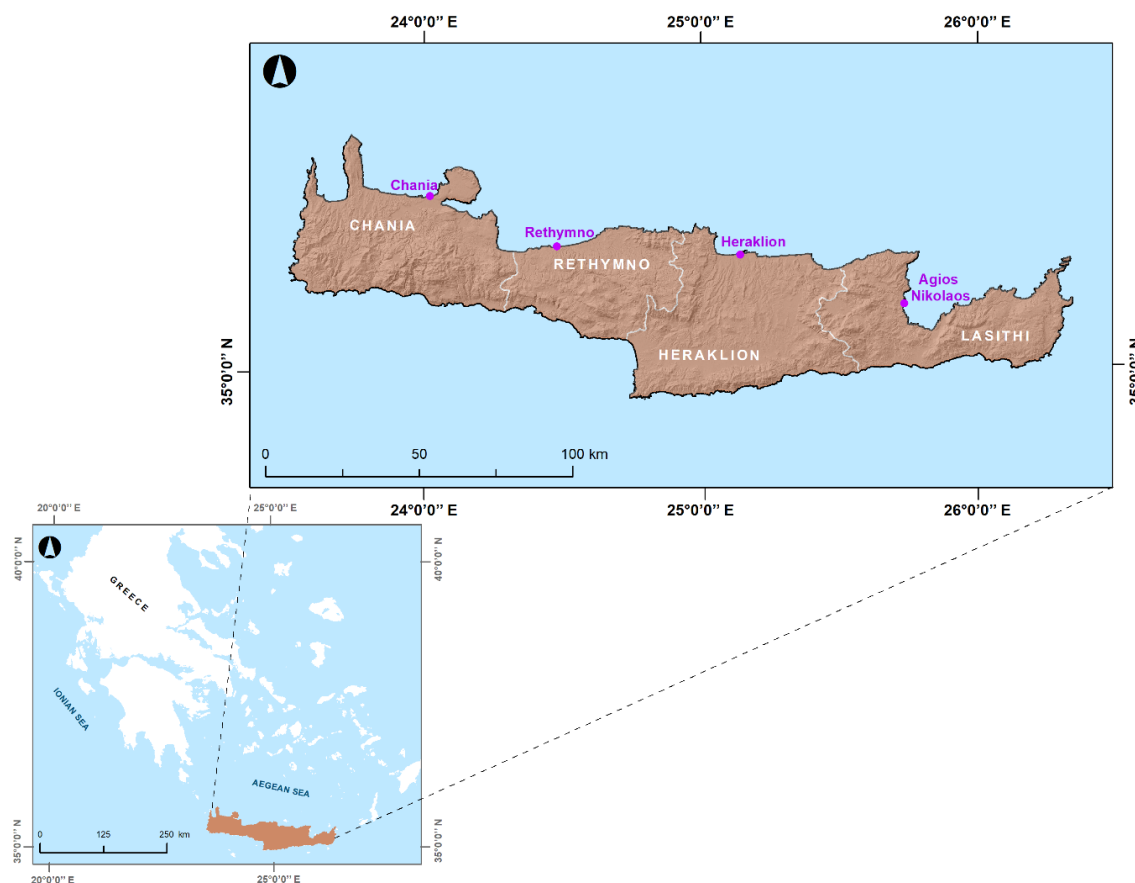 24°0'0'' E
25°0'0'' E
26°0'0'' E
Chania
CHANIA
Rethymno
RETHYMNO
Heraklion
HERAKLION
Agios
Nikolaos
LASITHI
35°0'0'' N
35°0'0'' N
0
50
100 km
24°0'0'' E
25°0'0'' E
26°0'0'' E
20°0'0'' E
25°0'0'' E
40°0'0'' N
40°0'0'' N
GREECE
IONIAN SEA
AEGEAN SEA
0
125
250 km
35°0'0'' N
35°0'0'' N
20°0'0'' E
25°0'0'' E